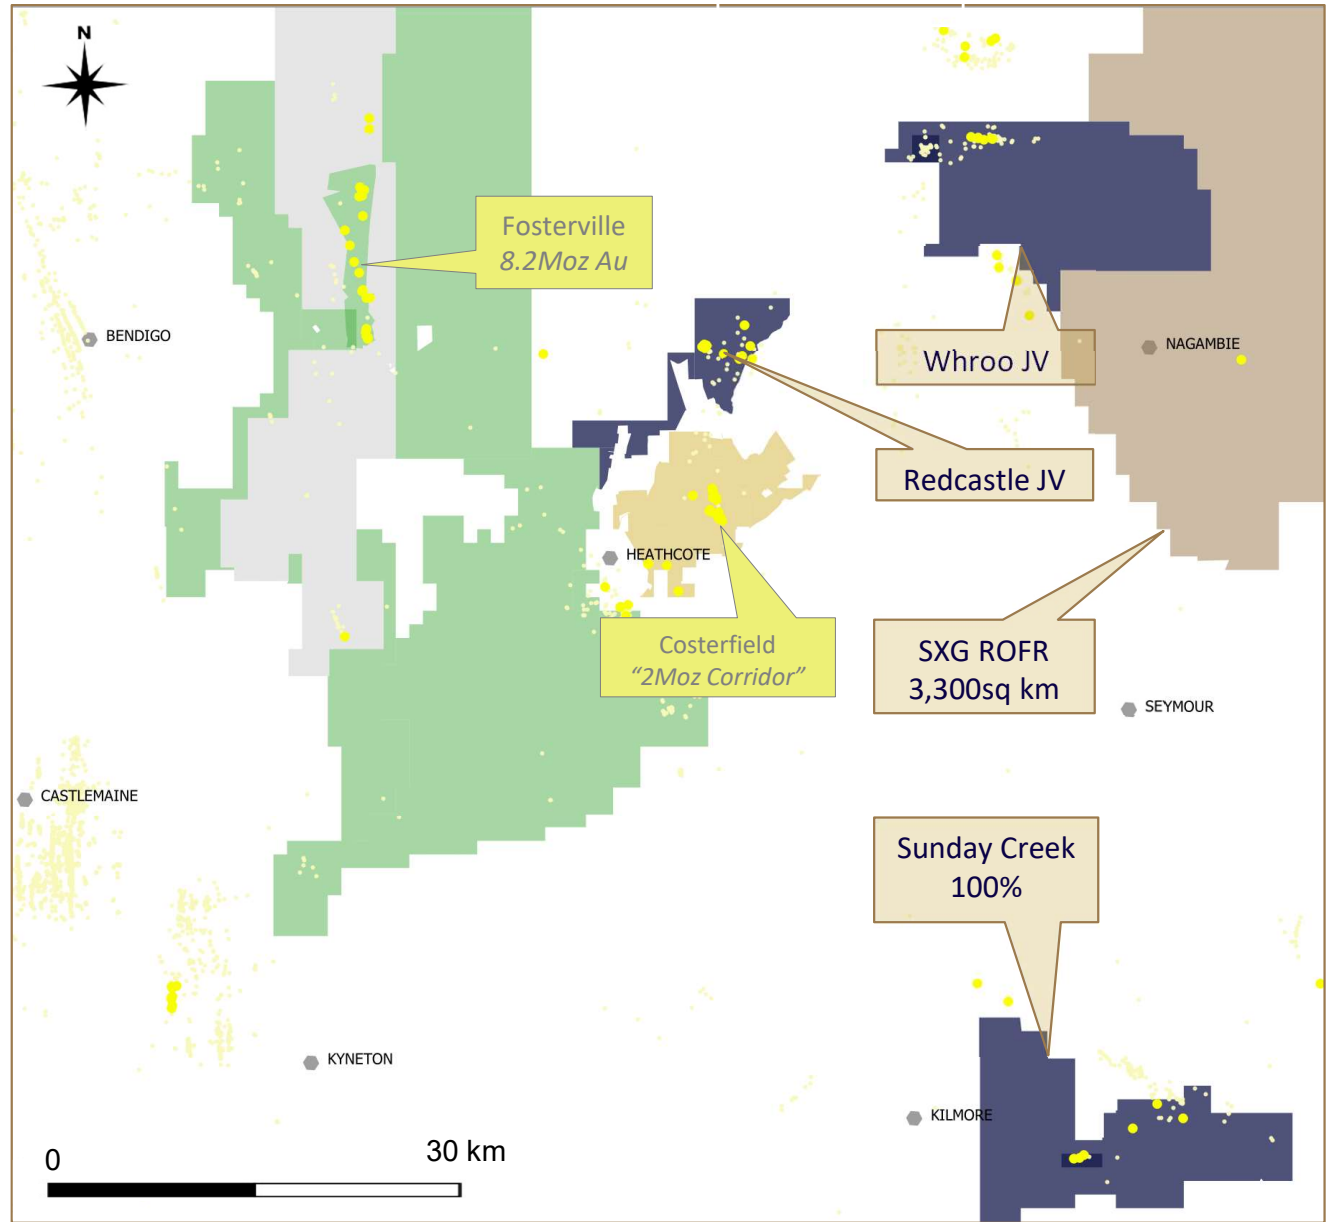 N
Fosterville
8.2Moz Au
BENDIGO
Whroo JV
NAGAMBIE
Redcastle JV
HEATHCOTE
Costerfield
“2Moz Corridor”
SXG ROFR
3,300sq km
SEYMOUR
CASTLEMAINE
Sunday Creek
100%
KYNETON
KILMORE
0
30 km